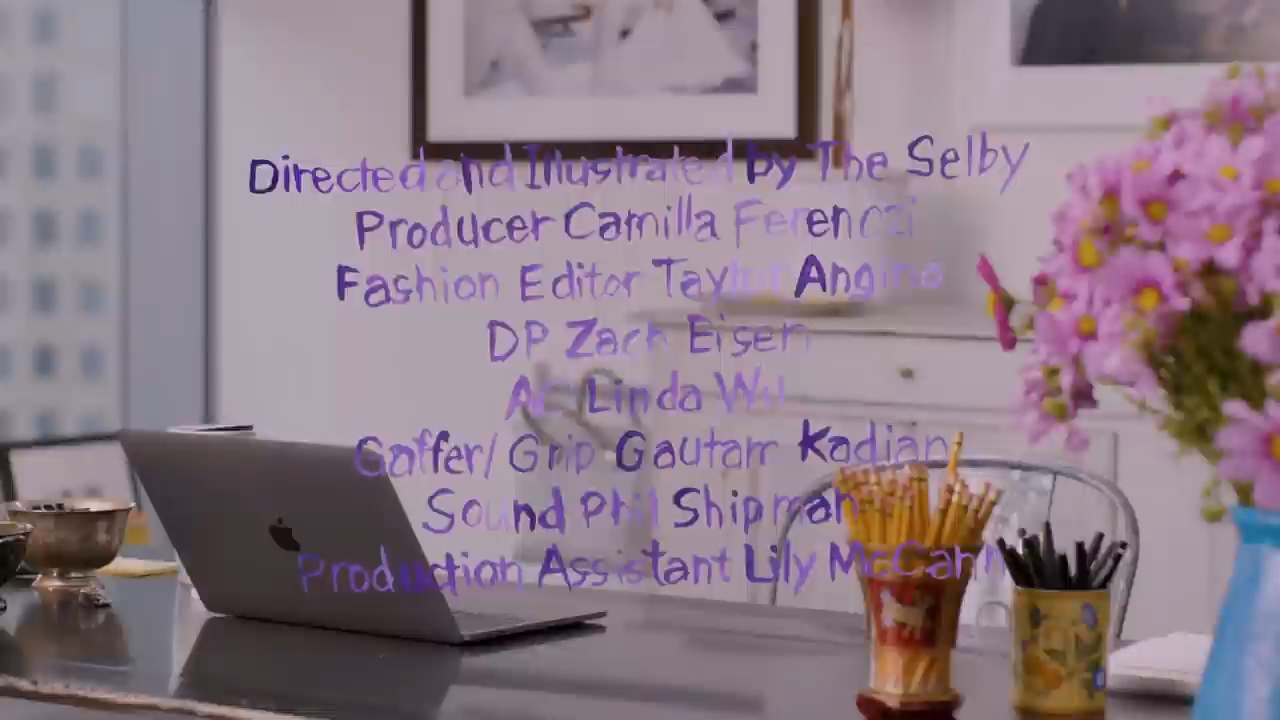 Directed and Illustrated by The Selby
Producer Camilla Ferenczi
Fashion Editor Taylor Angino
DP Zach Eisen
AC Linda Wu
Gaffer/ Grip Gautam Kadian
Sound Phil Shipman
Production Assistant Lily McCann